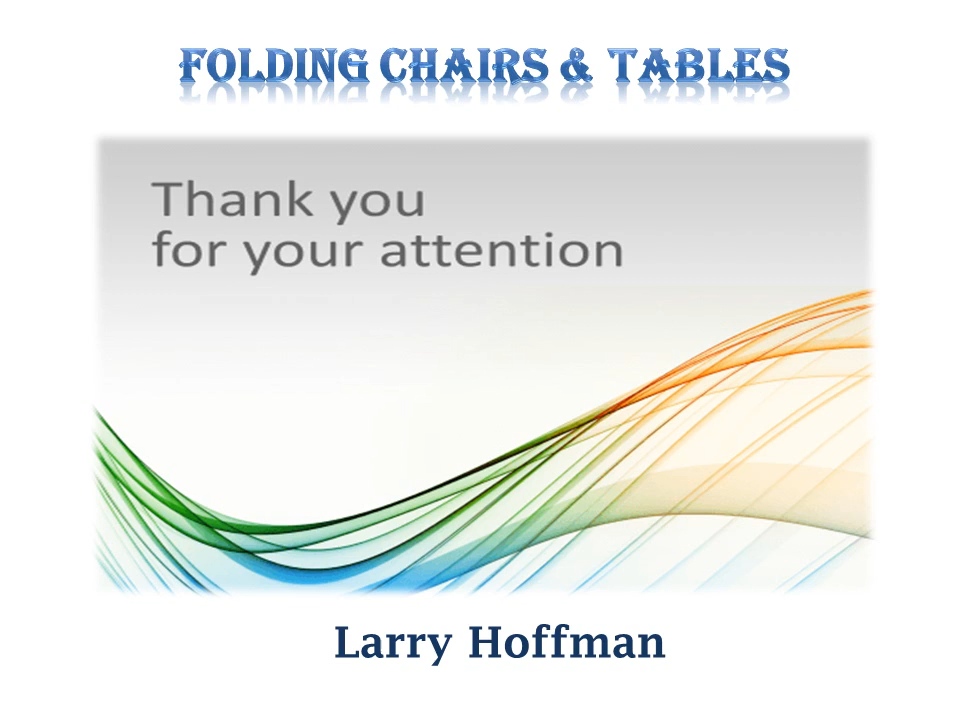 FOLDING CHAIRS & TABLES
Thank you
for your attention
Larry Hoffman